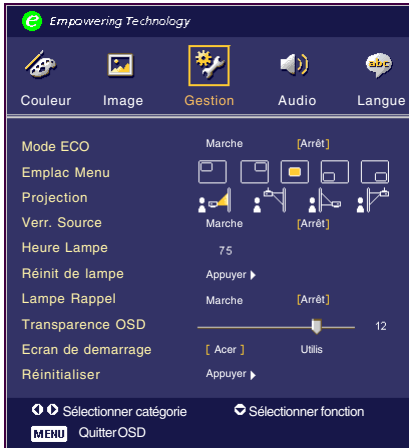 e Empowering Technology
Couleur Image Gestion Audio Langue
abc
Mode ECO Marche [Arrêt]
Emplac Menu
Projection
Verr. Source Marche [Arrêt]
Heure Lampe 75
Réinit de lampe Appuyer
Lampe Rappel Marche [Arrêt]
Transparence OSD 12
Ecran de demarrage [ Acer ] Utilis
Réinitialiser Appuyer
Sélectionner catégorie Sélectionner fonction
MENU QuitterOSD